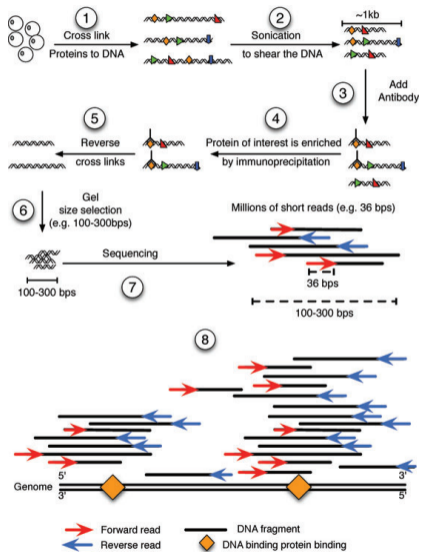 1
Cross link
Proteins to DNA
2
Sonication
to shear the DNA
~1kb
3
Add
Antibody
4
Protein of interest is enriched
by immunoprecitation
5
Reverse
cross links
6
Gel
size selection
(e.g. 100-300bps)
100-300 bps
Sequencing
7
Millions of short reads (e.g. 36 bps)
36 bps
100-300 bps
8
5'
3'
Genome
3'
5'
Forward read
DNA fragment
Reverse read
DNA binding protein binding